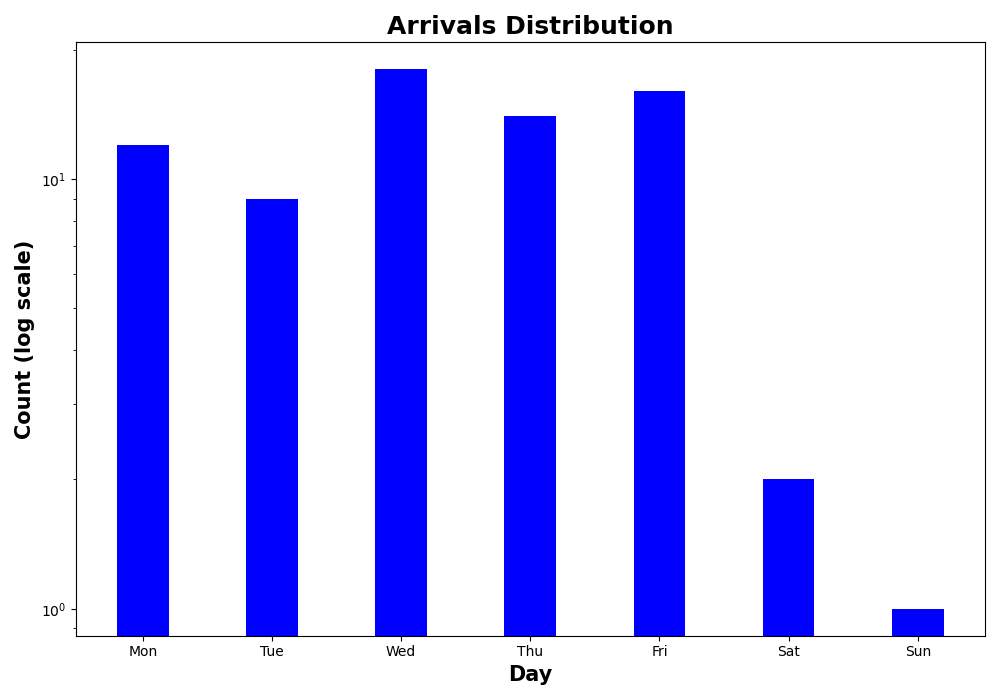 Arrivals Distribution
Count (log scale)
10¹
10⁰
Mon Tue Wed Thu Fri Sat Sun
Day